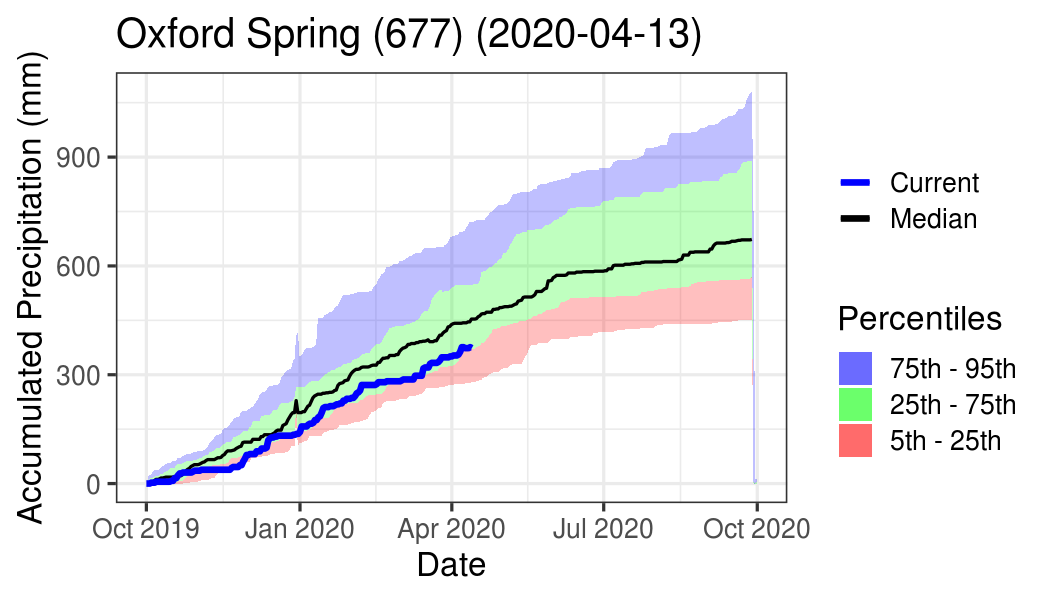 Oxford Spring (677) (2020-04-13)
Accumulated Precipitation (mm)
900
600
300
0
Oct 2019 Jan 2020 Apr 2020 Jul 2020 Oct 2020
Date
Current
Median
Percentiles
75th - 95th
25th - 75th
5th - 25th